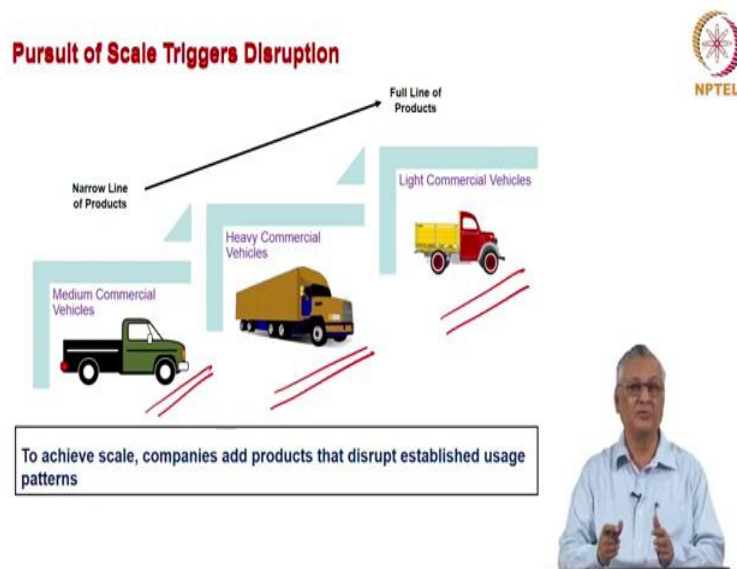 Pursuit of Scale Triggers Disruption
NPTEL
Full Line of
Products
Narrow Line
of Products
Light Commercial Vehicles
Heavy Commercial
Vehicles
Medium Commercial
Vehicles
To achieve scale, companies add products that disrupt established usage
patterns